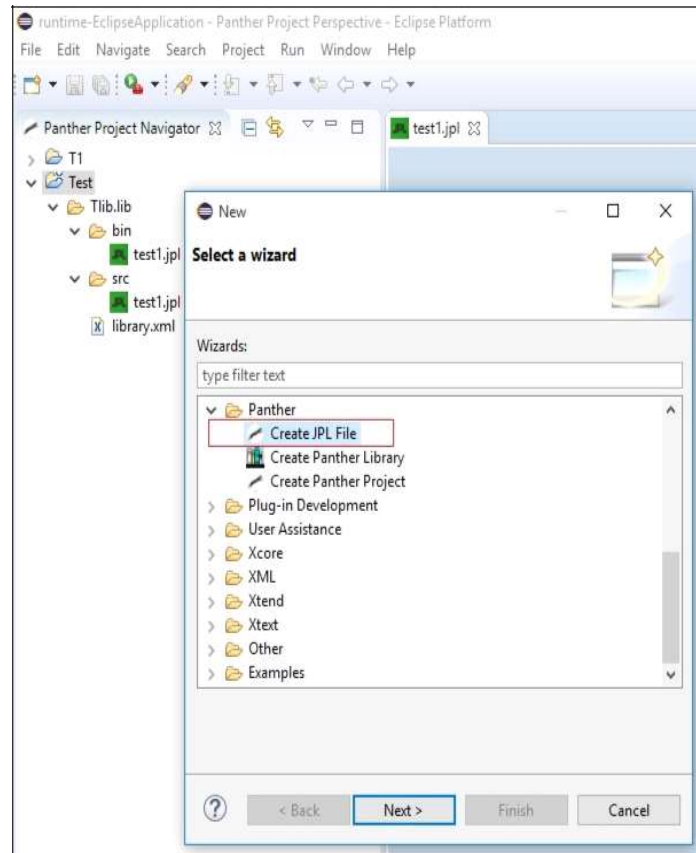 runtime-EclipseApplication - Panther Project Perspective - Eclipse Platform
File Edit Navigate Search Project Run Window Help
Panther Project Navigator
test1.jpl
T1
Test
Tlib.lib
bin
test1.jpl
src
test1.jpl
library.xml
New
Select a wizard
Wizards:
type filter text
Panther
Create JPL File
Create Panther Library
Create Panther Project
Plug-in Development
User Assistance
Xcore
XML
Xtend
Xtext
Other
Examples
< Back Next > Finish Cancel